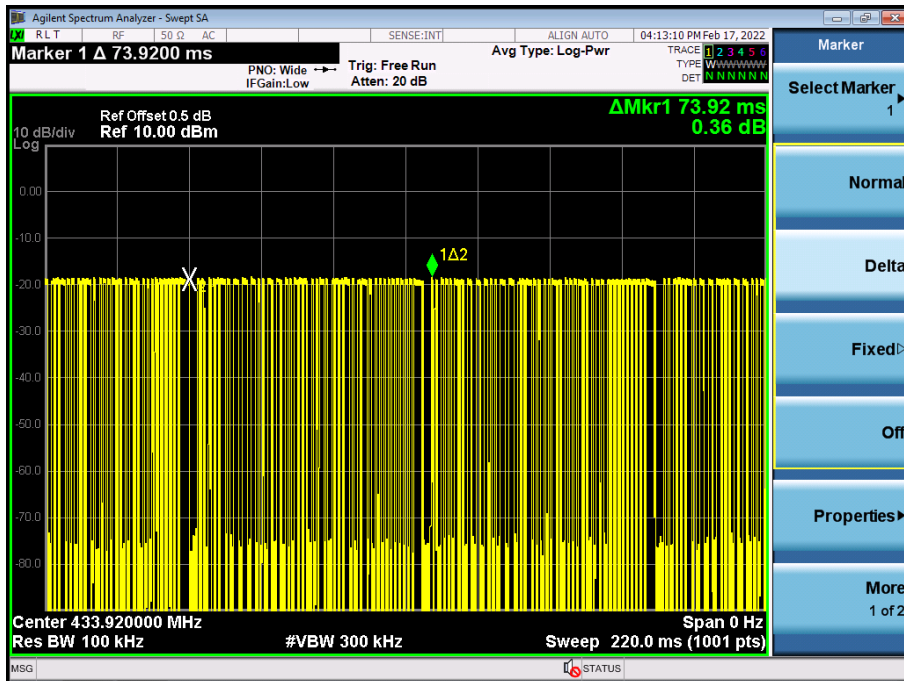 Agilent Spectrum Analyzer - Swept SA
LXI RLT RF 50 Ω AC SENSE:INT ALIGN AUTO 04:13:10 PM Feb 17, 2022
Marker 1 Δ 73.9200 ms
PNO: Wide
IFGain:Low
Trig: Free Run
Atten: 20 dB
Avg Type: Log-Pwr
TRACE 1 2 3 4 5 6
TYPE WWWWWW
DET N N N N N N
Ref Offset 0.5 dB
10 dB/div Ref 10.00 dBm
Log
ΔMkr1 73.92 ms
0.36 dB
0.00
-10.0
-20.0
-30.0
-40.0
-50.0
-60.0
-70.0
-80.0
1Δ2
Center 433.920000 MHz Span 0 Hz
Res BW 100 kHz #VBW 300 kHz Sweep 220.0 ms (1001 pts)
MSG STATUS
Marker
Select Marker
1
Normal
Delta
Fixed
Off
Properties
More
1 of 2